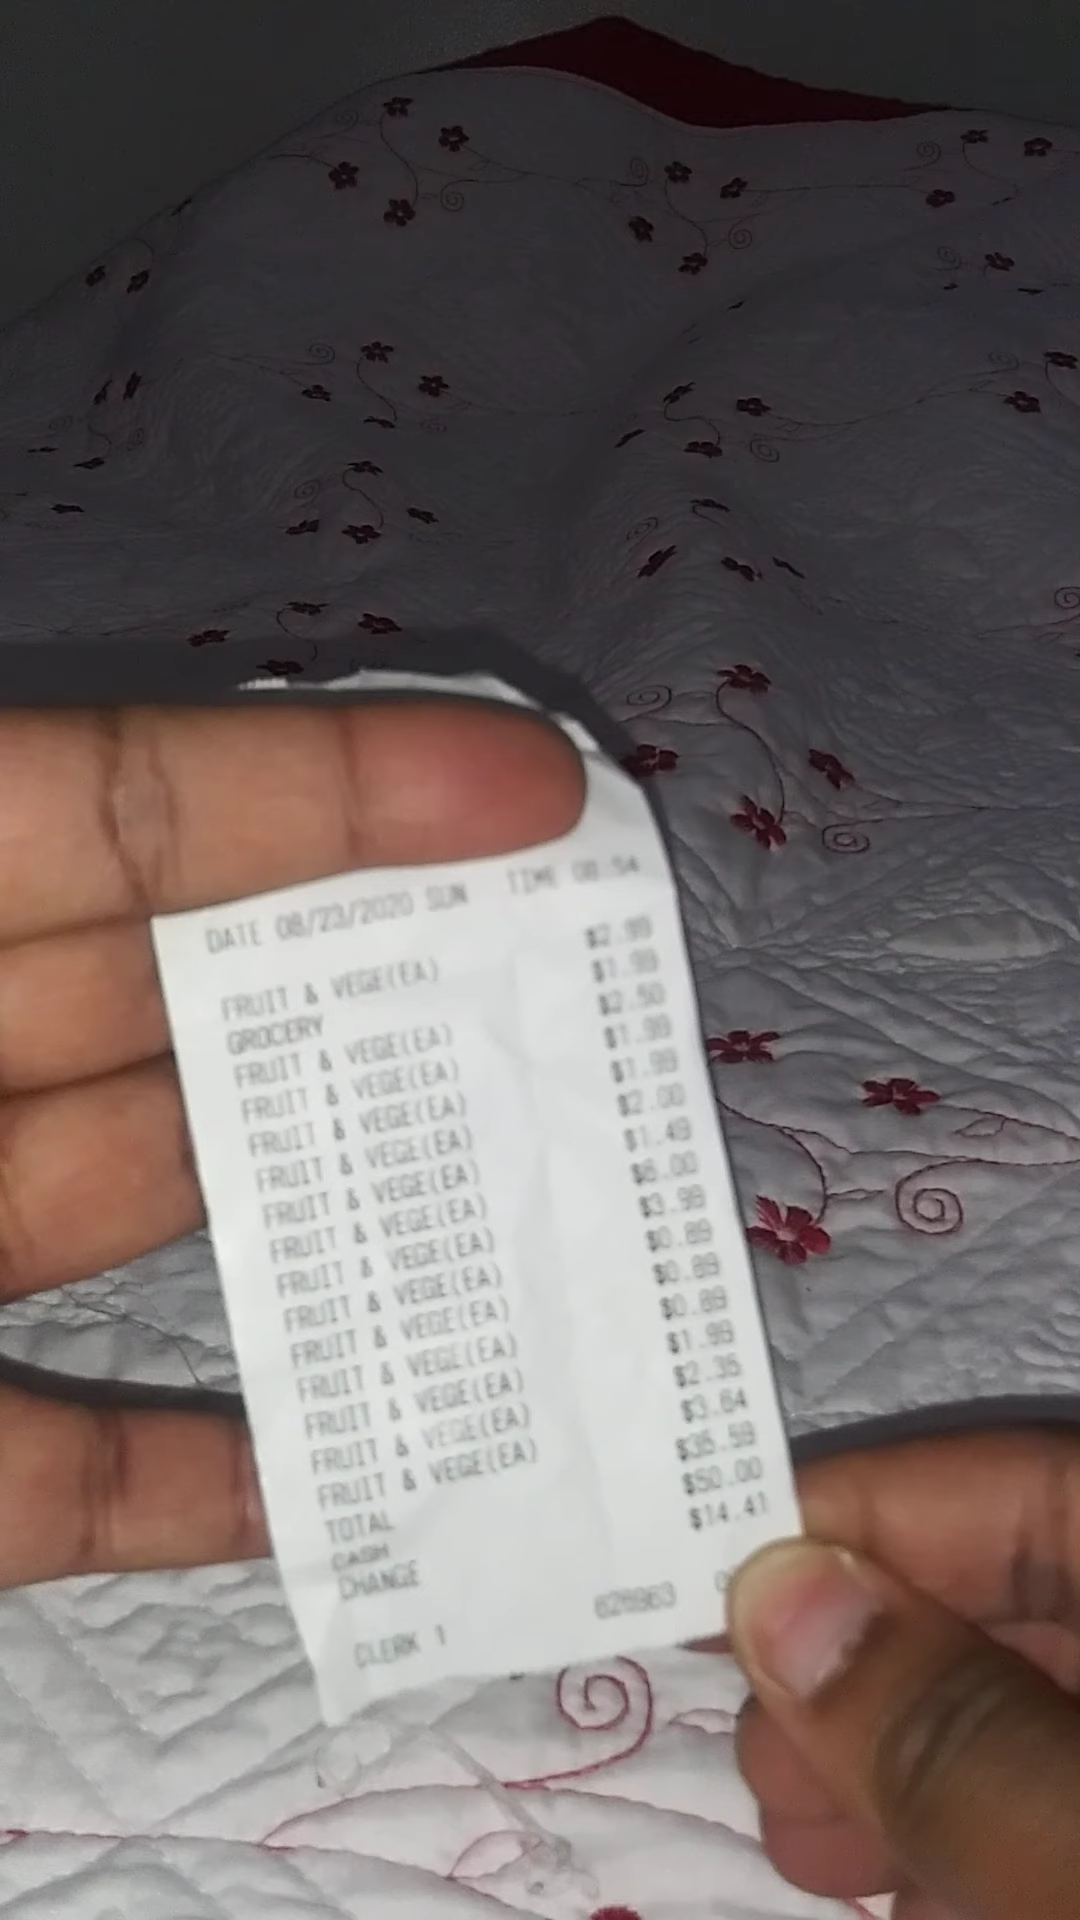 DATE 08/23/2020 SUN TIME 08:54
FRUIT & VEGE(EA) $2.99
GROCERY $1.99
FRUIT & VEGE(EA) $2.50
FRUIT & VEGE(EA) $1.99
FRUIT & VEGE(EA) $1.99
FRUIT & VEGE(EA) $2.00
FRUIT & VEGE(EA) $1.49
FRUIT & VEGE(EA) $6.00
FRUIT & VEGE(EA) $3.99
FRUIT & VEGE(EA) $0.89
FRUIT & VEGE(EA) $0.89
FRUIT & VEGE(EA) $0.89
FRUIT & VEGE(EA) $1.99
FRUIT & VEGE(EA) $2.35
FRUIT & VEGE(EA) $3.64
TOTAL $35.59
CASH $50.00
CHANGE $14.41
CLERK 1